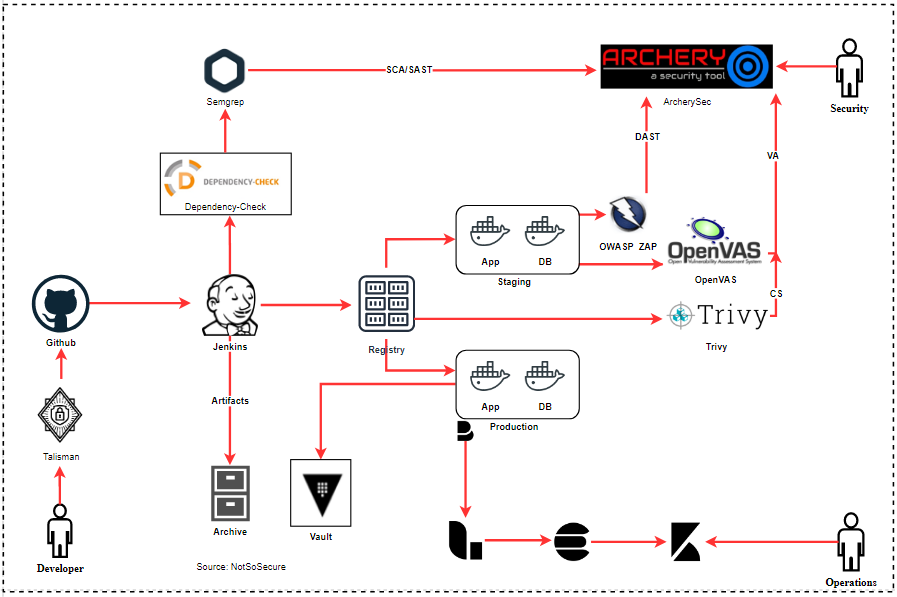 ARCHERY
a security tool
SCA/SAST
Semgrep
ArcherySec
Security
DAST
VA
D
DEPENDENCY-CHECK
Dependency-Check
App
DB
Staging
OWASP ZAP
OpenVAS
Open Vulnerability Assessment System
OpenVAS
CS
Github
Jenkins
Registry
Trivy
Trivy
Artifacts
App
DB
Production
Talisman
Archive
Vault
Developer
Source: NotSoSecure
Operations